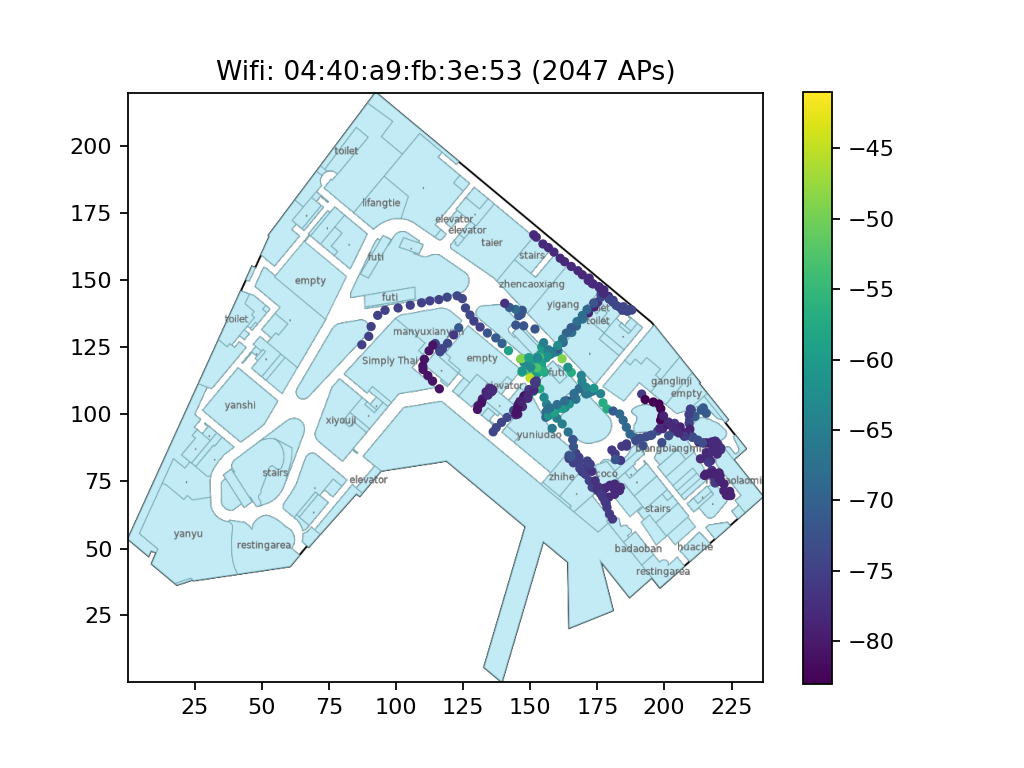 Wifi: 04:40:a9:fb:3e:53 (2047 APs)
200
175
150
125
100
75
50
25
25
50
75
100
125
150
175
200
225
−45
−50
−55
−60
−65
−70
−75
−80
toilet
lifangtie
elevator
elevator
taier
stairs
futi
empty
zhencaoxiang
futi
yigang
toilet
toilet
Simply Thai
empty
futi
ganglinji
empty
yanshi
xiyouji
yuniudao
stairs
elevator
zhihe
coco
stairs
yanyu
restingarea
badaoban
huache
restingarea